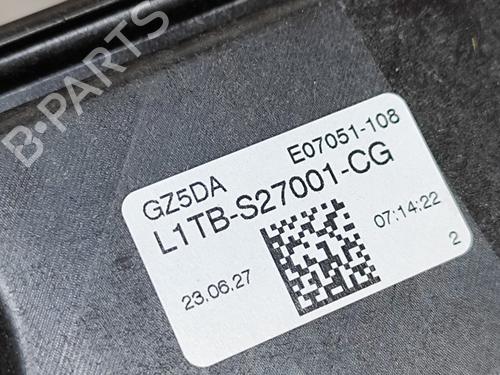 B-PARTS
GZ5DA
E07051-108
L1TB-S27001-CG
23.06.27
07:14:22
2